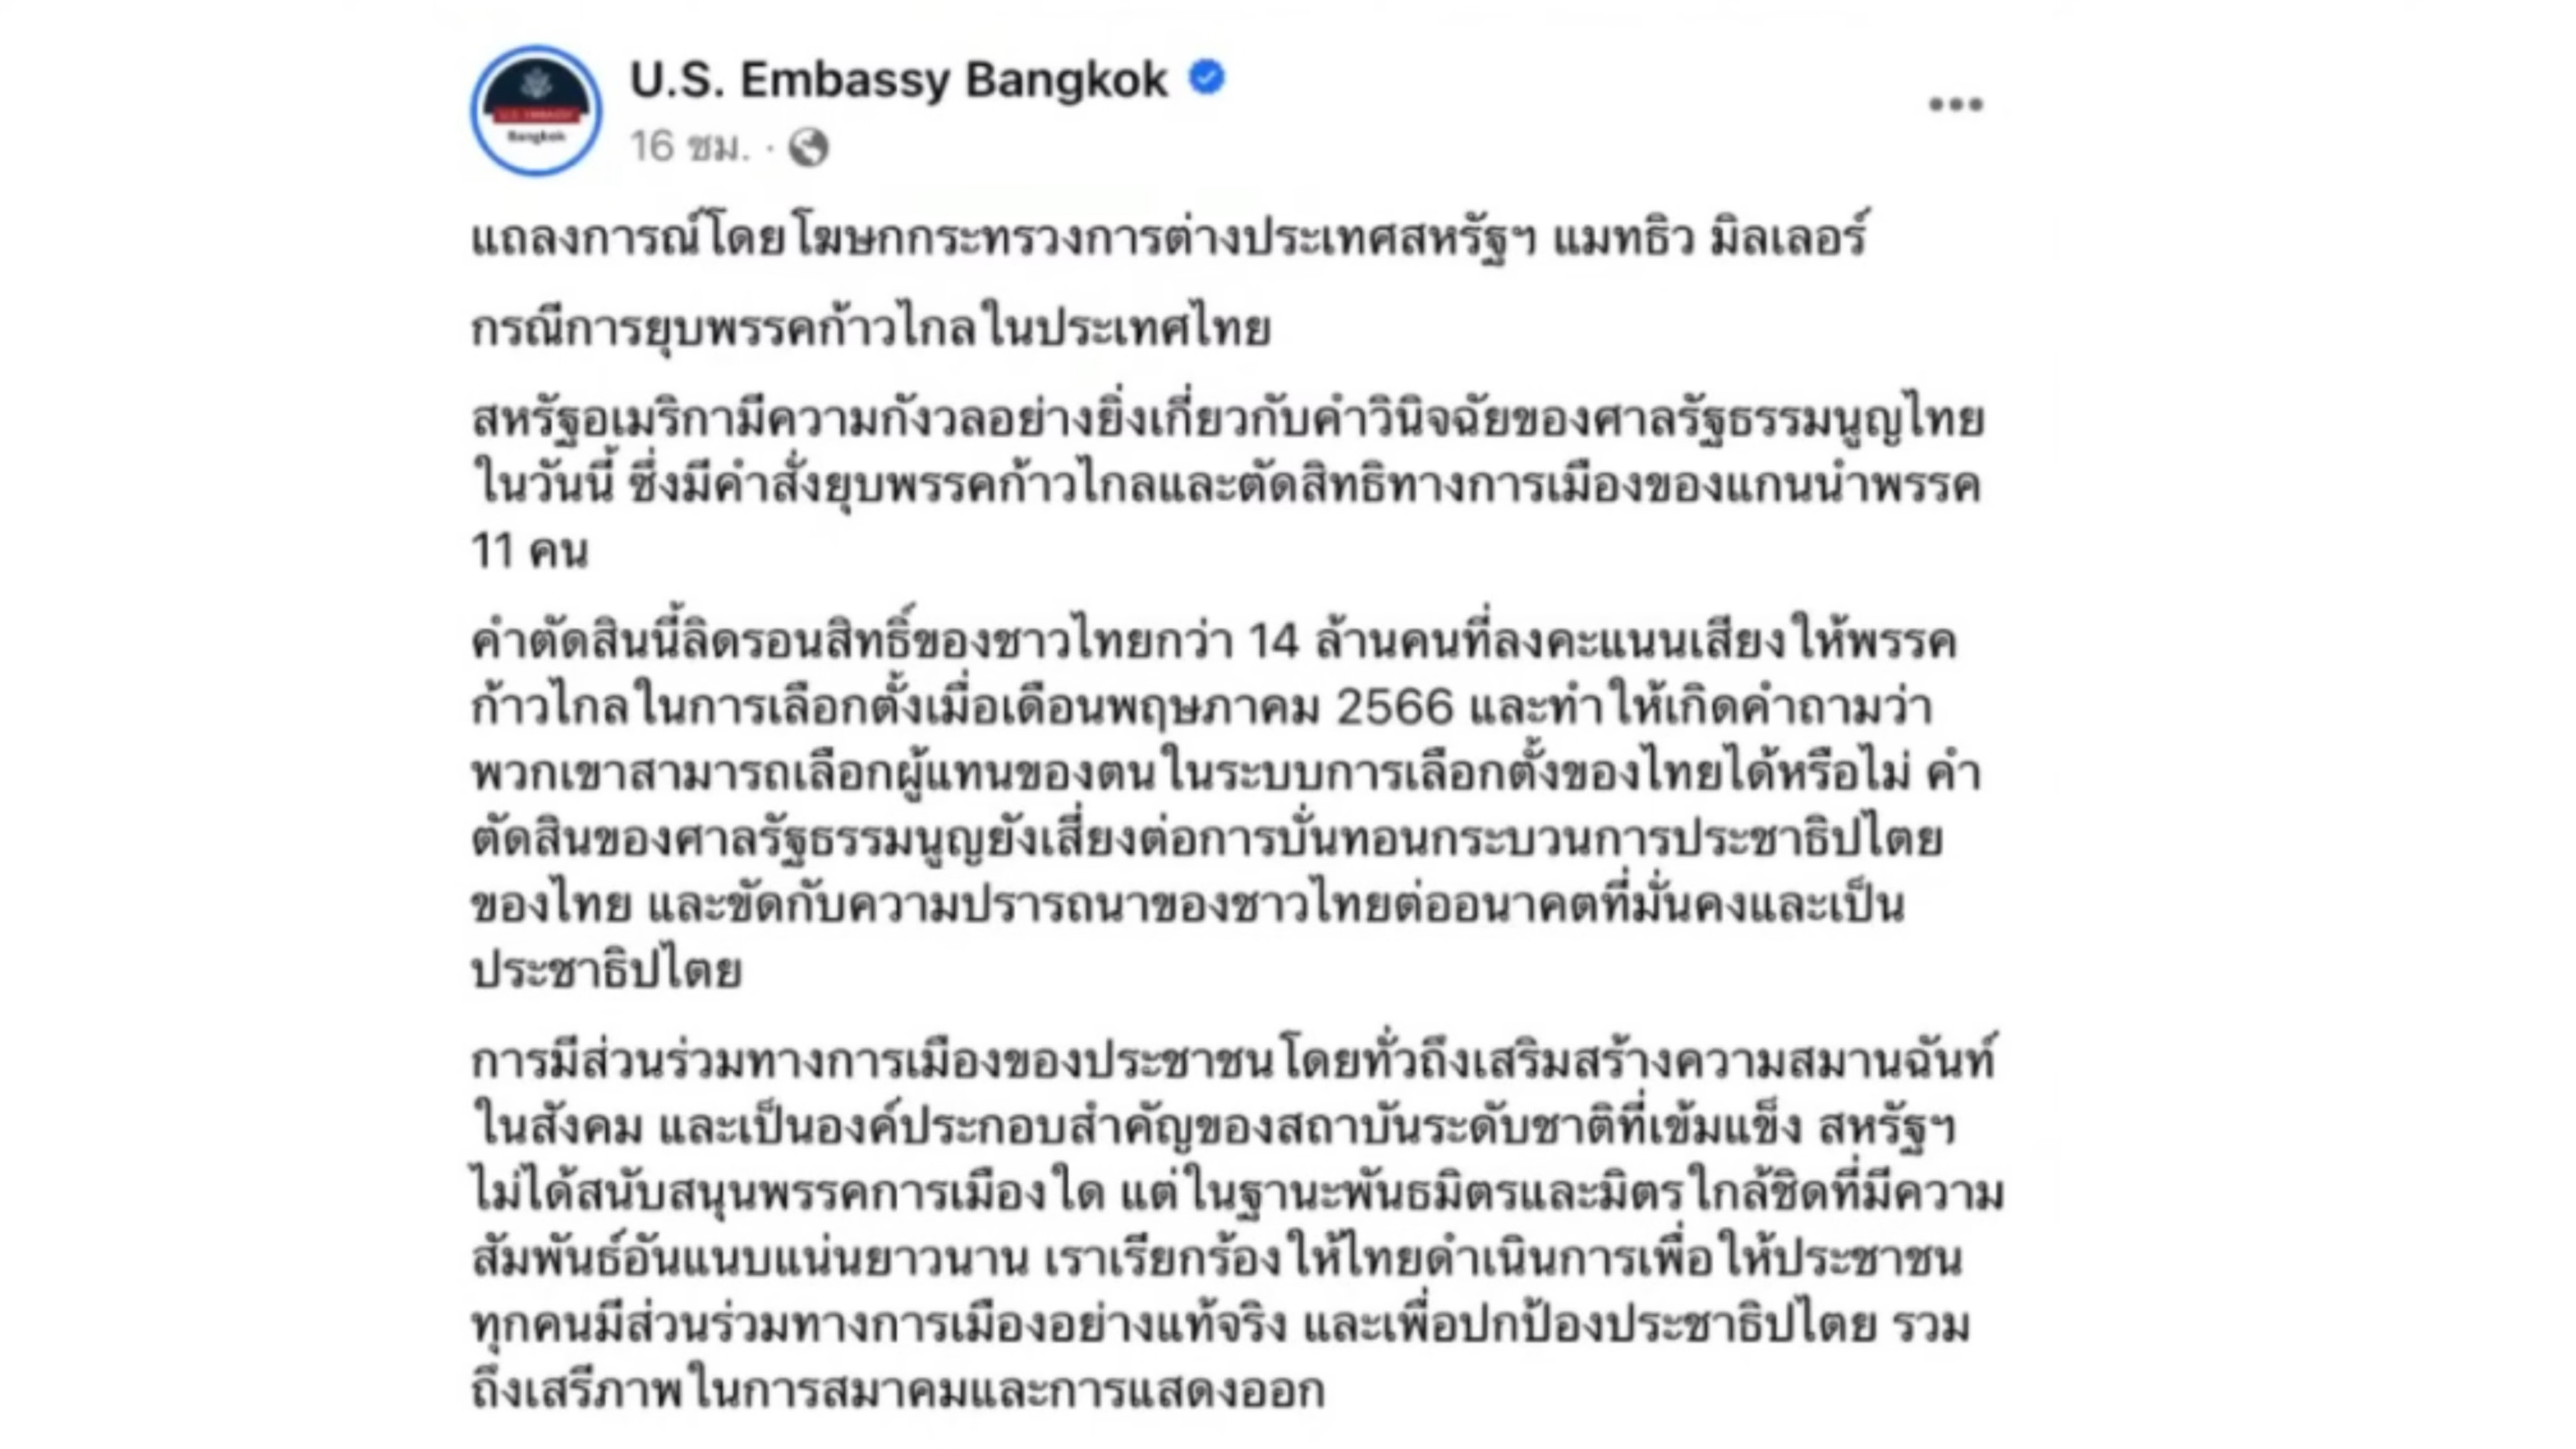 U.S. Embassy Bangkok
16 ชม.
U.S. EMBASSY
Bangkok
แถลงการณ์โดยโฆษกกระทรวงการต่างประเทศสหรัฐฯ แมทธิว มิลเลอร์
กรณีการยุบพรรคก้าวไกลในประเทศไทย
สหรัฐอเมริกามีความกังวลอย่างยิ่งเกี่ยวกับคำวินิจฉัยของศาลรัฐธรรมนูญไทย
ในวันนี้ ซึ่งมีคำสั่งยุบพรรคก้าวไกลและตัดสิทธิทางการเมืองของแกนนำพรรค
11 คน
คำตัดสินนี้ลิดรอนสิทธิ์ของชาวไทยกว่า 14 ล้านคนที่ลงคะแนนเสียงให้พรรค
ก้าวไกลในการเลือกตั้งเมื่อเดือนพฤษภาคม 2566 และทำให้เกิดคำถามว่า
พวกเขาสามารถเลือกผู้แทนของตนในระบบการเลือกตั้งของไทยได้หรือไม่ คำ
ตัดสินของศาลรัฐธรรมนูญยังเสี่ยงต่อการบั่นทอนกระบวนการประชาธิปไตย
ของไทย และขัดกับความปรารถนาของชาวไทยต่ออนาคตที่มั่นคงและเป็น
ประชาธิปไตย
การมีส่วนร่วมทางการเมืองของประชาชนโดยทั่วถึงเสริมสร้างความสมานฉันท์
ในสังคม และเป็นองค์ประกอบสำคัญของสถาบันระดับชาติที่เข้มแข็ง สหรัฐฯ
ไม่ได้สนับสนุนพรรคการเมืองใด แต่ในฐานะพันธมิตรและมิตรใกล้ชิดที่มีความ
สัมพันธ์อันแนบแน่นยาวนาน เราเรียกร้องให้ไทยดำเนินการเพื่อให้ประชาชน
ทุกคนมีส่วนร่วมทางการเมืองอย่างแท้จริง และเพื่อปกป้องประชาธิปไตย รวม
ถึงเสรีภาพในการสมาคมและการแสดงออก